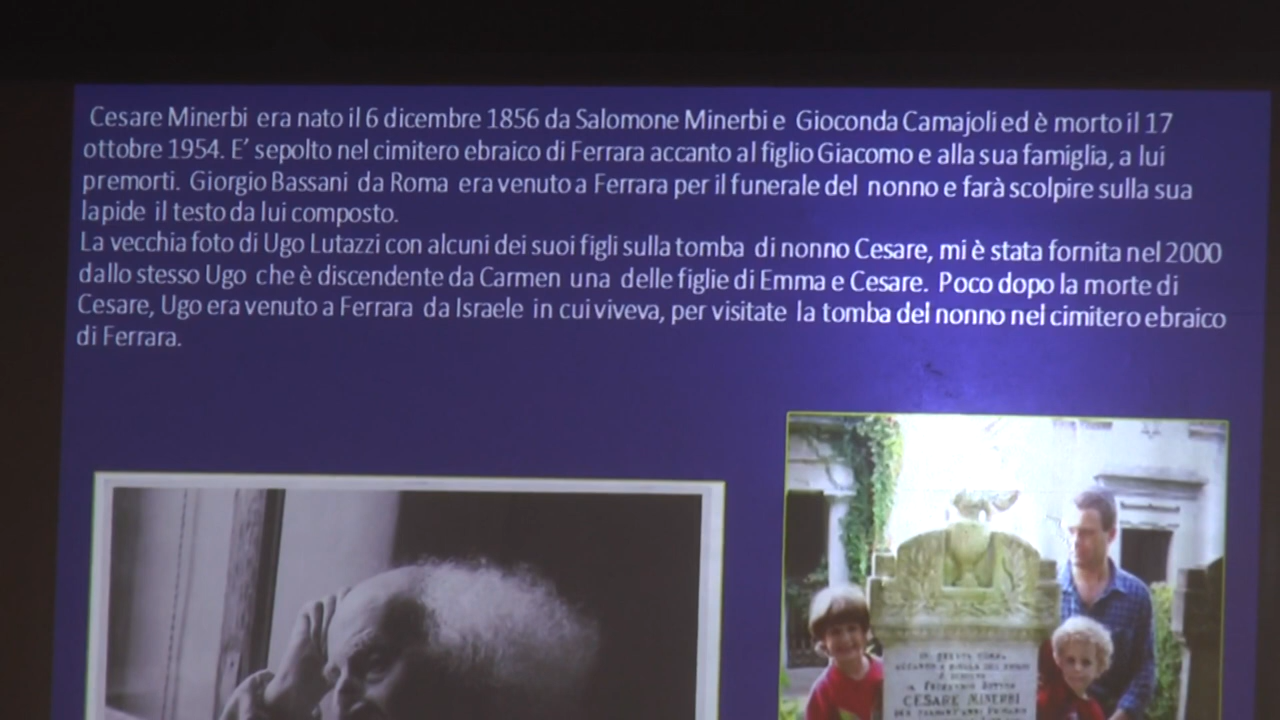 Cesare Minerbi era nato il 6 dicembre 1856 da Salomone Minerbi e Gioconda Camajoli ed è morto il 17
ottobre 1954. E' sepolto nel cimitero ebraico di Ferrara accanto al figlio Giacomo e alla sua famiglia, a lui
premorti. Giorgio Bassani da Roma era venuto a Ferrara per il funerale del nonno e farà scolpire sulla sua
lapide il testo da lui composto.
La vecchia foto di Ugo Lutazzi con alcuni dei suoi figli sulla tomba di nonno Cesare, mi è stata fornita nel 2000
dallo stesso Ugo che è discendente da Carmen una delle figlie di Emma e Cesare. Poco dopo la morte di
Cesare, Ugo era venuto a Ferrara da Israele in cui viveva, per visitate la tomba del nonno nel cimitero ebraico
di Ferrara.
CESARE MINERBI